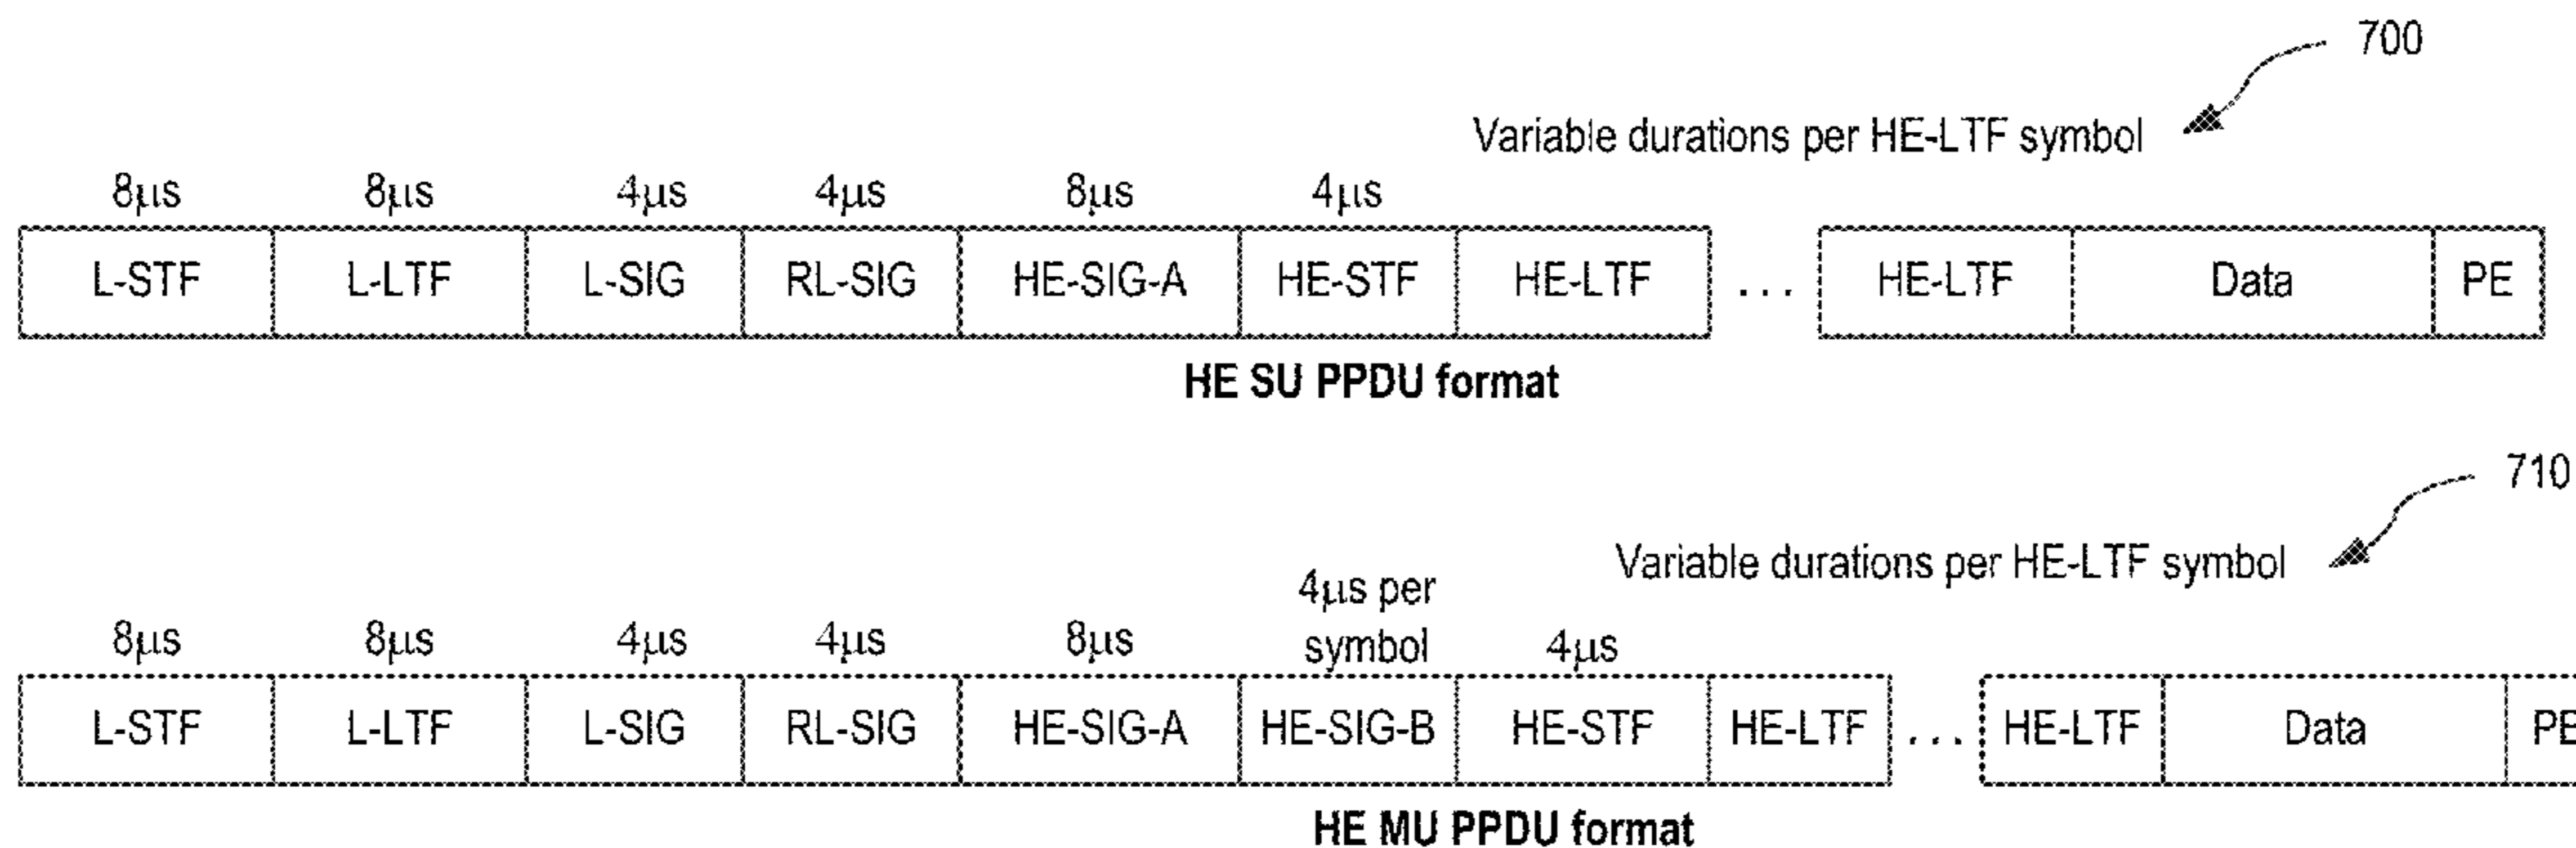 700
Variable durations per HE-LTF symbol
8μs 8μs 4μs 4μs 8μs 4μs
L-STF L-LTF L-SIG RL-SIG HE-SIG-A HE-STF HE-LTF ... HE-LTF Data PE
HE SU PPDU format
710
Variable durations per HE-LTF symbol
4μs per
symbol
8μs 8μs 4μs 4μs 8μs 4μs
L-STF L-LTF L-SIG RL-SIG HE-SIG-A HE-SIG-B HE-STF HE-LTF ... HE-LTF Data PE
HE MU PPDU format